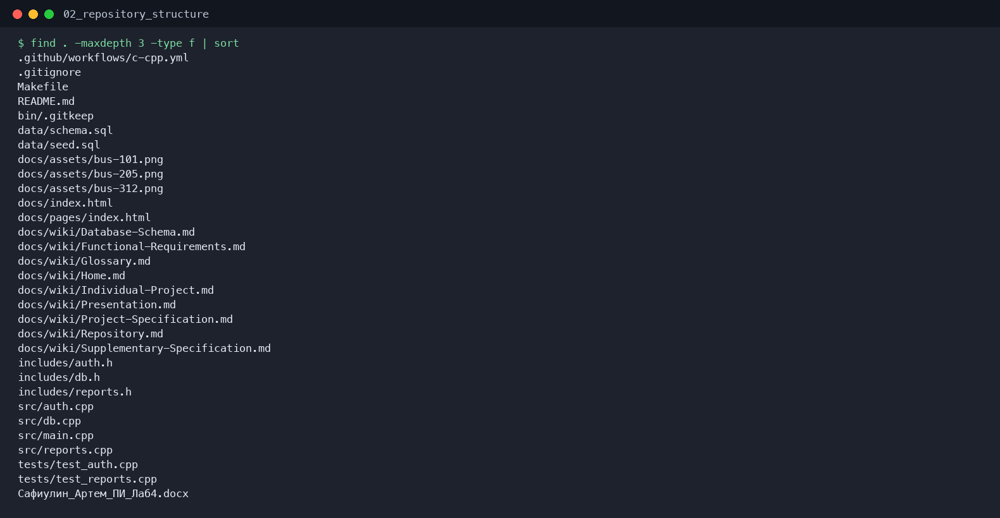 02_repository_structure
$ find . -maxdepth 3 -type f | sort
.github/workflows/c-cpp.yml
.gitignore
Makefile
README.md
bin/.gitkeep
data/schema.sql
data/seed.sql
docs/assets/bus-101.png
docs/assets/bus-205.png
docs/assets/bus-312.png
docs/index.html
docs/pages/index.html
docs/wiki/Database-Schema.md
docs/wiki/Functional-Requirements.md
docs/wiki/Glossary.md
docs/wiki/Home.md
docs/wiki/Individual-Project.md
docs/wiki/Presentation.md
docs/wiki/Project-Specification.md
docs/wiki/Repository.md
docs/wiki/Supplementary-Specification.md
includes/auth.h
includes/db.h
includes/reports.h
src/auth.cpp
src/db.cpp
src/main.cpp
src/reports.cpp
tests/test_auth.cpp
tests/test_reports.cpp
Сафиулин_Артем_ПИ_Лаб4.docx